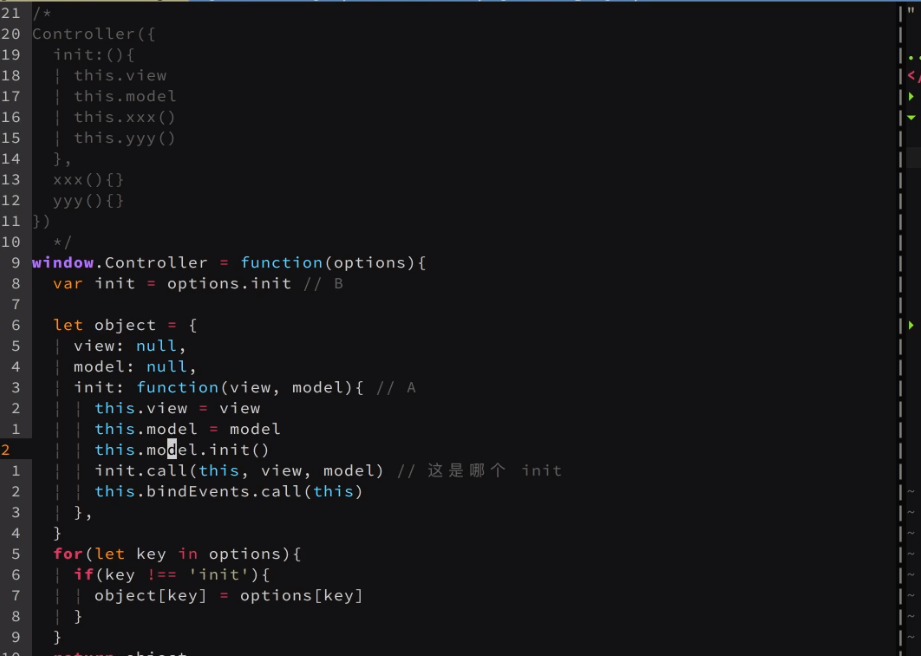 21 /*
20 Controller({
19   init:(){
18     this.view
17     this.model
16     this.xxx()
15     this.yyy()
14   },
13   xxx(){}
12   yyy(){}
11 })
10   */
9 window.Controller = function(options){
8   var init = options.init // B
7
6   let object = {
5     view: null,
4     model: null,
3     init: function(view, model){ // A
2       this.view = view
1       this.model = model
2       this.model.init()
1       init.call(this, view, model) // 这是哪个 init
2       this.bindEvents.call(this)
3     },
4   }
5   for(let key in options){
6     if(key !== 'init'){
7       object[key] = options[key]
8     }
9   }
10   return object